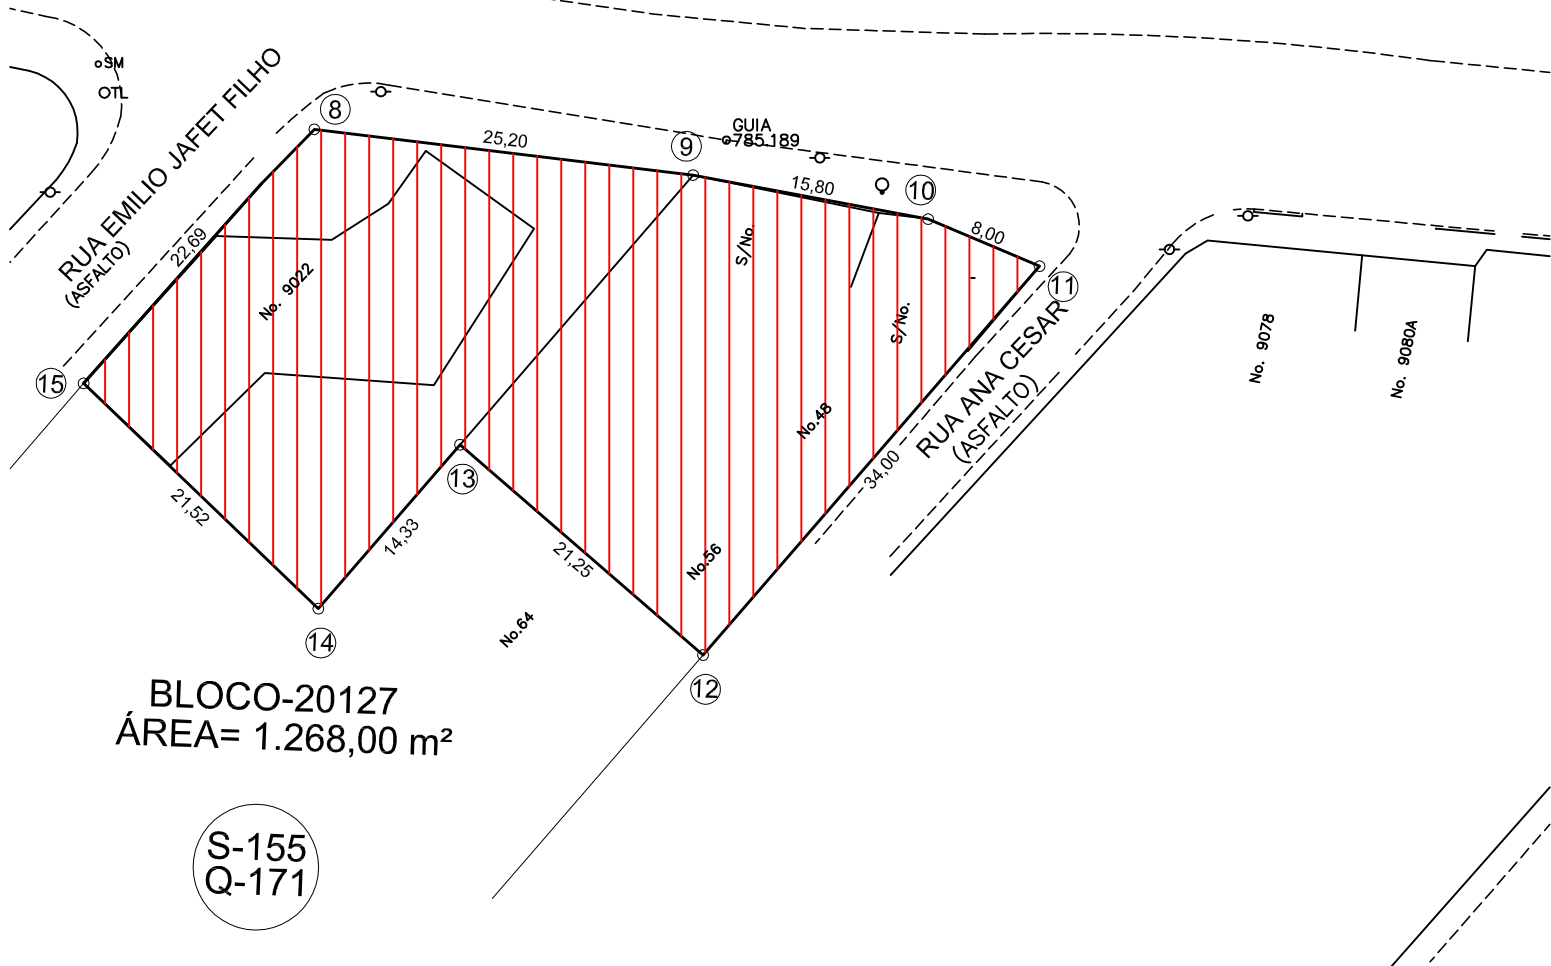 SM
TL
RUA EMILIO JAFET FILHO
(ASFALTO)
8
25,20
9
GUIA
785.189
15,80
10
8,00
11
22,69
No. 9022
S/No.
S/No.
15
No.48
RUA ANA CESAR
(ASFALTO)
34,00
No. 9078
No. 9080A
13
21,52
14,33
21,25
No.56
No.64
14
12
BLOCO-20127
ÁREA= 1.268,00 m²
S-155
Q-171